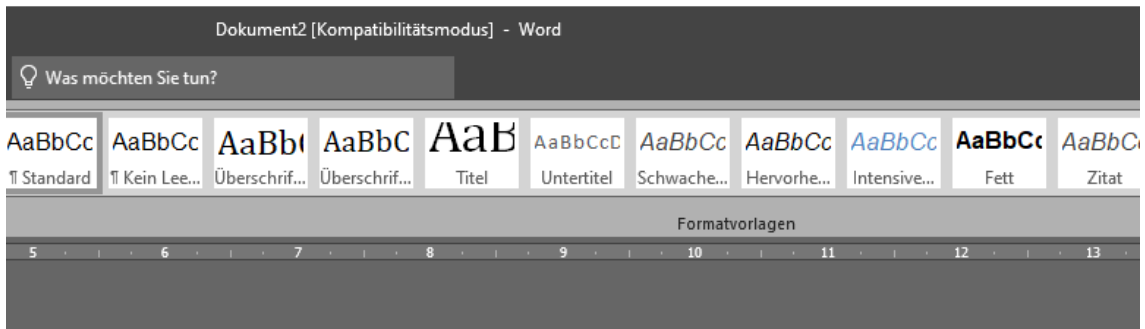 Dokument2 [Kompatibilitätsmodus] - Word
Was möchten Sie tun?
AaBbCc AaBbCc AaBb( AaBbC AaB AaBbCcD AaBbCc AaBbCc AaBbCc AaBbCc AaBbCc
¶ Standard ¶ Kein Lee... Überschrif... Überschrif... Titel Untertitel Schwache... Hervorhe... Intensive... Fett Zitat
Formatvorlagen
5 6 7 8 9 10 11 12 13